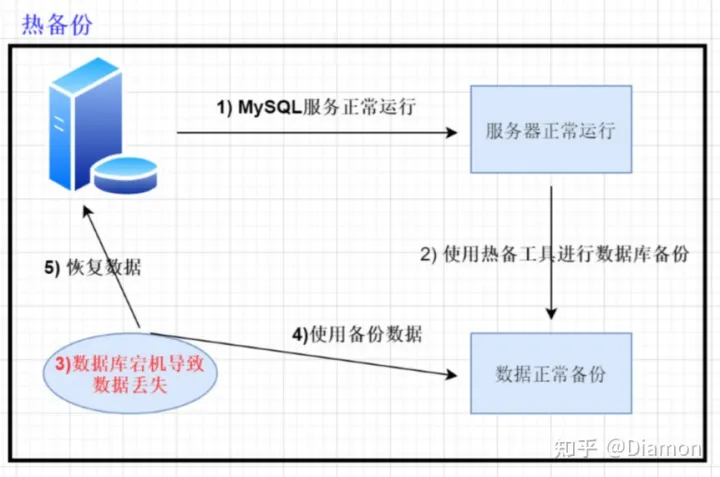 热备份
1) MySQL服务正常运行
服务器正常运行
2) 使用热备工具进行数据库备份
5) 恢复数据
4)使用备份数据
3)数据库宕机导致
数据丢失
数据正常备份
知乎 @Diamon